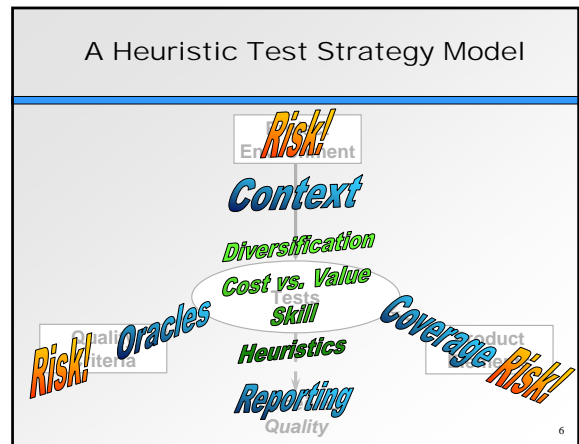 A Heuristic Test Strategy Model
Risk!
Context
Diversification
Cost vs. Value
Tests
Skill
Oracles
Coverage
Risk!
Risk!
Heuristics
Reporting
Quality
6